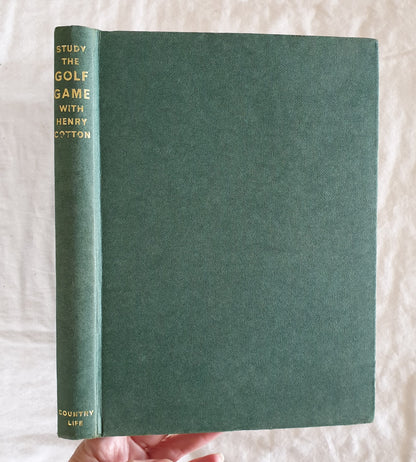 STUDY
THE
GOLF
GAME
WITH
HENRY
COTTON
COUNTRY
LIFE